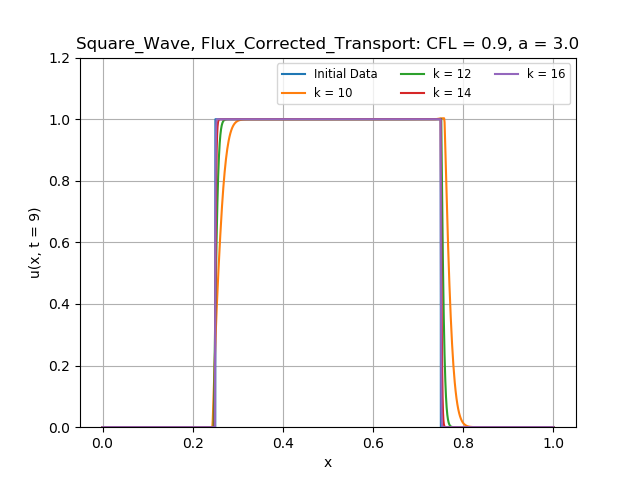 Square_Wave, Flux_Corrected_Transport: CFL = 0.9, a = 3.0
Initial Data
k = 10
k = 12
k = 14
k = 16
u(x, t = 9)
1.2
1.0
0.8
0.6
0.4
0.2
0.0
0.0 0.2 0.4 0.6 0.8 1.0
x